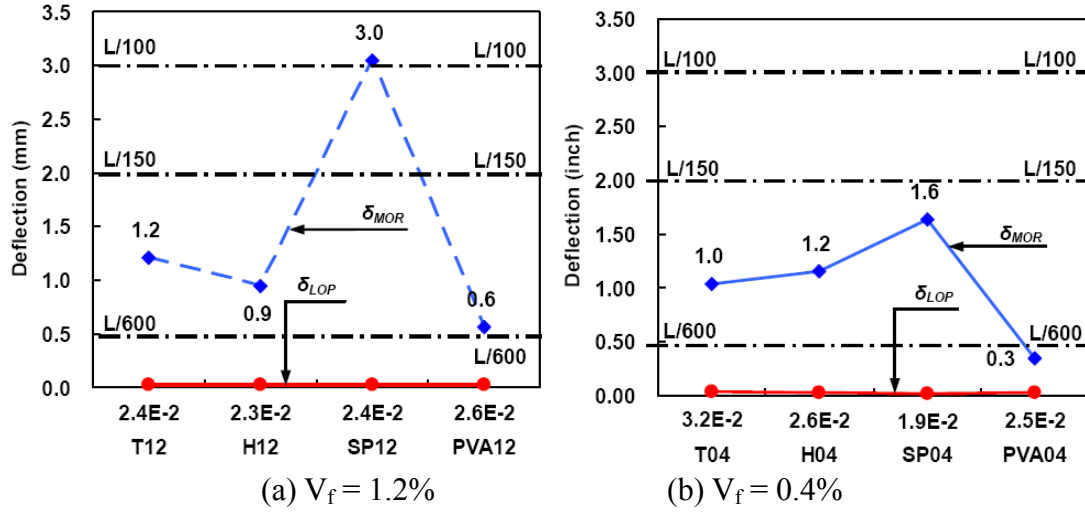 3.5
3.0
2.5
2.0
1.5
1.0
0.5
0.0
Deflection (mm)
L/100
L/100
3.0
L/150
L/150
1.2
δMOR
0.9
δLOP
0.6
L/600
L/600
2.4E-2 2.3E-2 2.4E-2 2.6E-2
T12 H12 SP12 PVA12
(a) Vf = 1.2%
3.50
3.00
2.50
2.00
1.50
1.00
0.50
0.00
Deflection (inch)
L/100
L/100
L/150
L/150
1.6
1.2
1.0
δMOR
δLOP
L/600
L/600
0.3
3.2E-2 2.6E-2 1.9E-2 2.5E-2
T04 H04 SP04 PVA04
(b) Vf = 0.4%